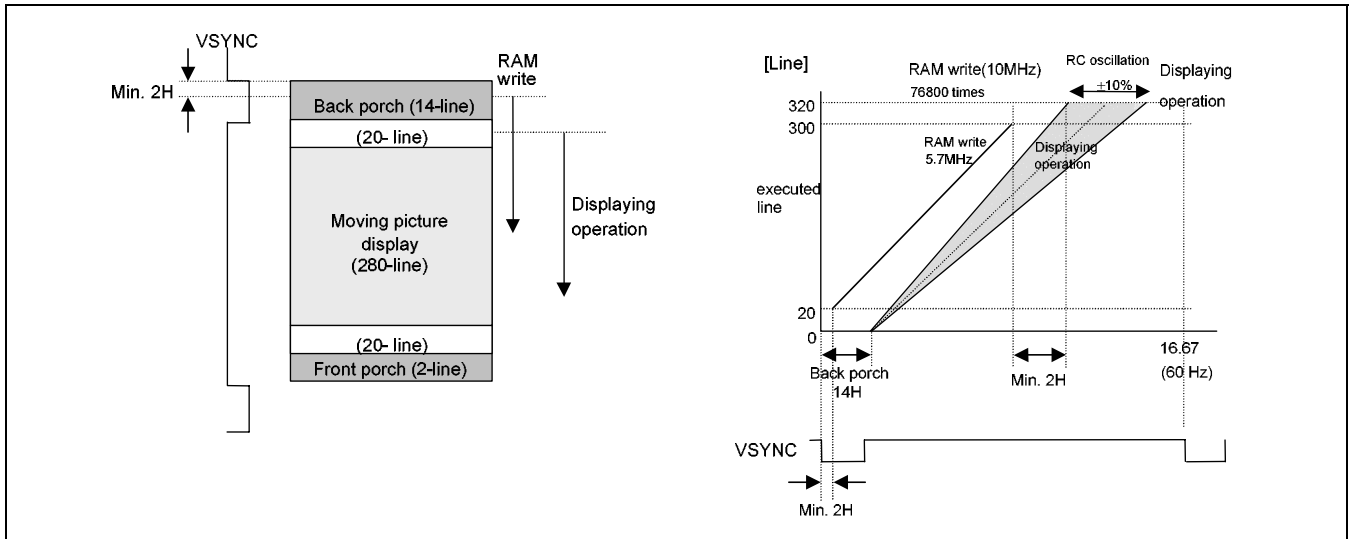 VSYNC
Min. 2H
RAM
write
Back porch (14-line)
(20- line)
Moving picture
display
(280-line)
Displaying
operation
(20- line)
Front porch (2-line)
[Line]
RAM write(10MHz)
76800 times
RC oscillation
±10%
Displaying
operation
320
300
RAM write
5.7MHz
Displaying
operation
executed
line
20
0
Back porch
14H
Min. 2H
16.67
(60 Hz)
VSYNC
Min. 2H